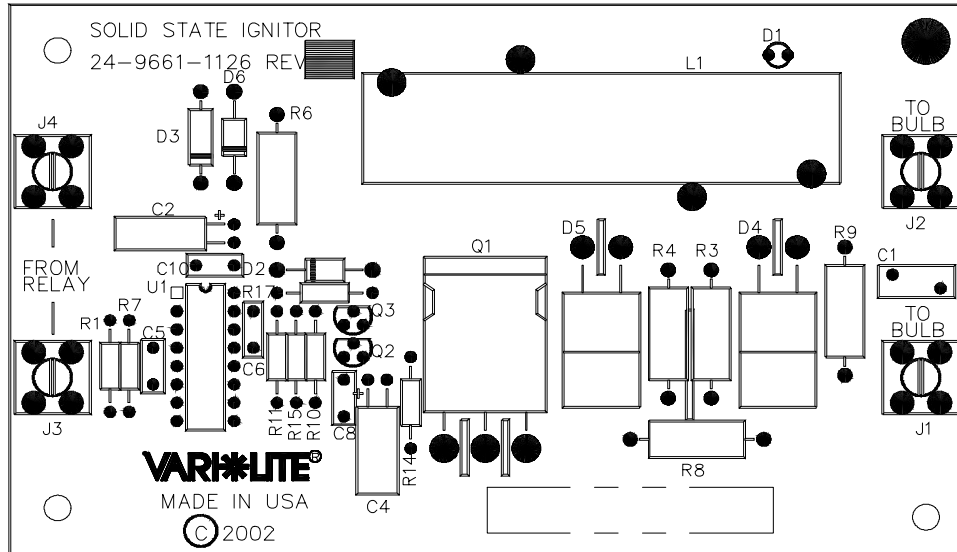 SOLID STATE IGNITOR
24-9661-1126 REV
D1
L1
D6
D3
R6
J4
TO
BULB
J2
C2
+
D5
Q1
R4
R3
D4
R9
C1
FROM
RELAY
C10
D2
U1
R17
R1
R7
C5
Q3
Q2
C6
TO
BULB
J3
R11
R15
R10
C8
+
R14
C4
R8
J1
VARI*LITE®
MADE IN USA
© 2002